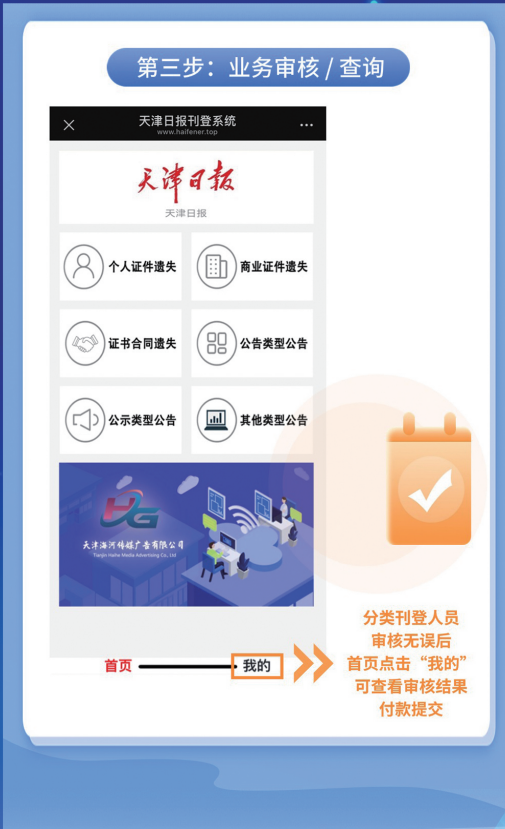 第三步：业务审核 / 查询
天津日报刊登系统
www.haifener.top
天津日报
天津日报
个人证件遗失
商业证件遗失
证书合同遗失
公告类型公告
公示类型公告
其他类型公告
HG
天津海河传媒广告有限公司
Tianjin Haihe Media Advertising Co., Ltd
首页
我的
分类刊登人员
审核无误后
首页点击“我的”
可查看审核结果
付款提交